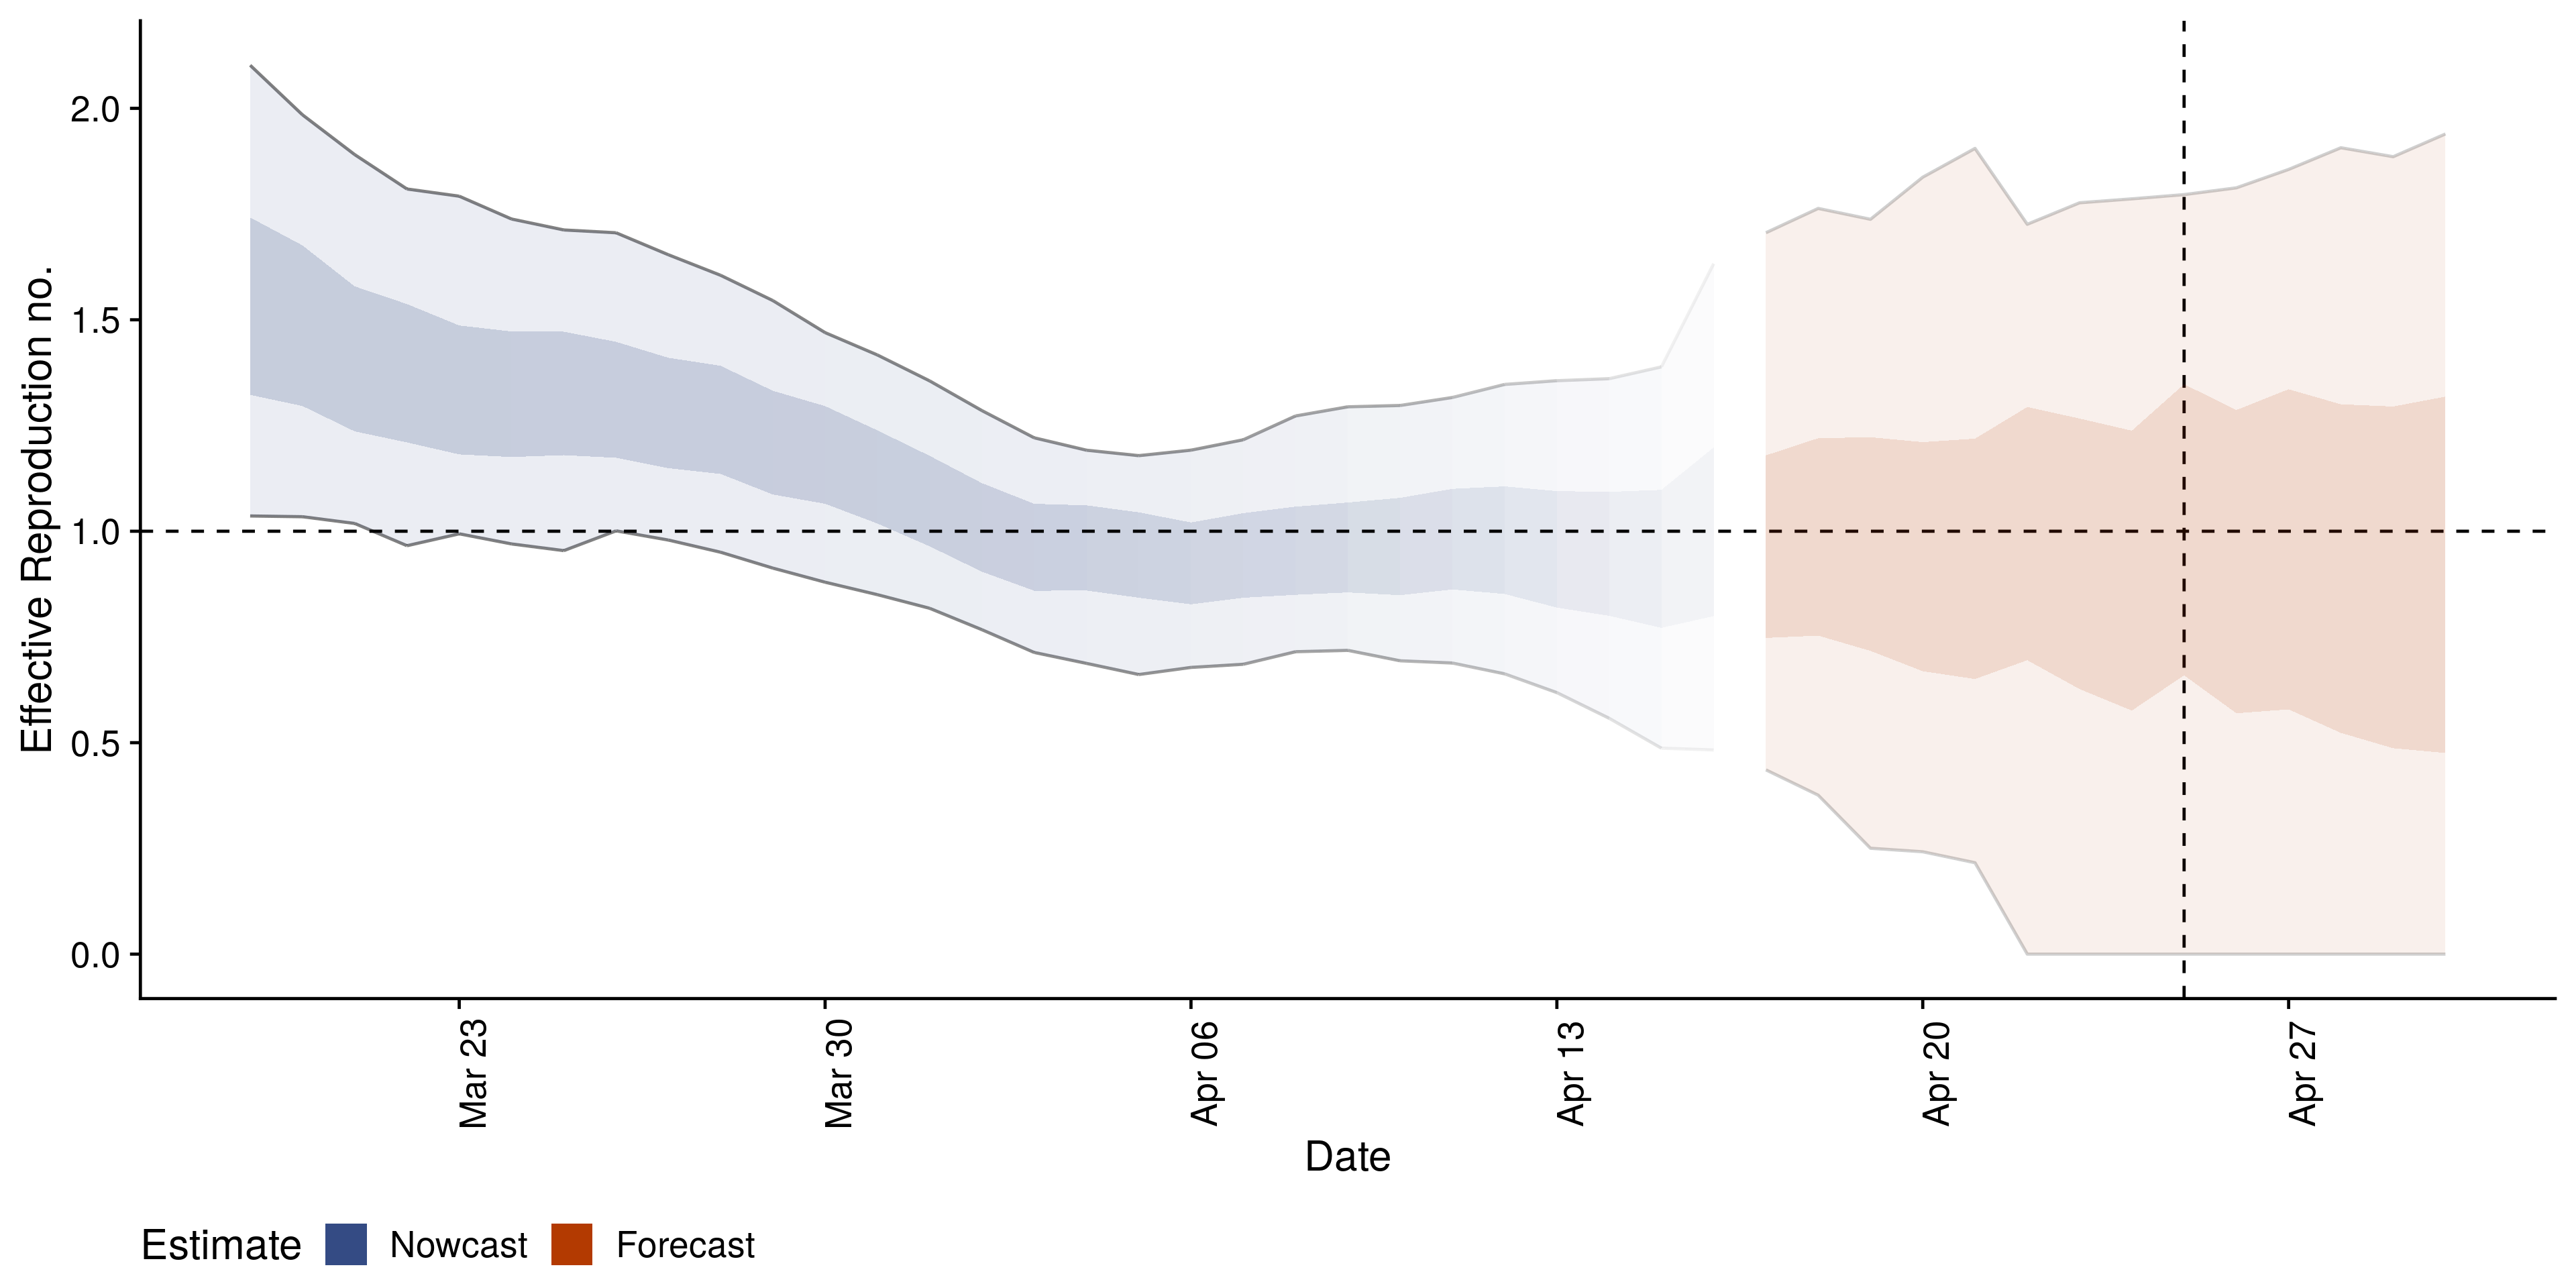 Effective Reproduction no.
2.0
1.5
1.0
0.5
0.0
Mar 23
Mar 30
Apr 06
Apr 13
Apr 20
Apr 27
Date
Estimate Nowcast Forecast